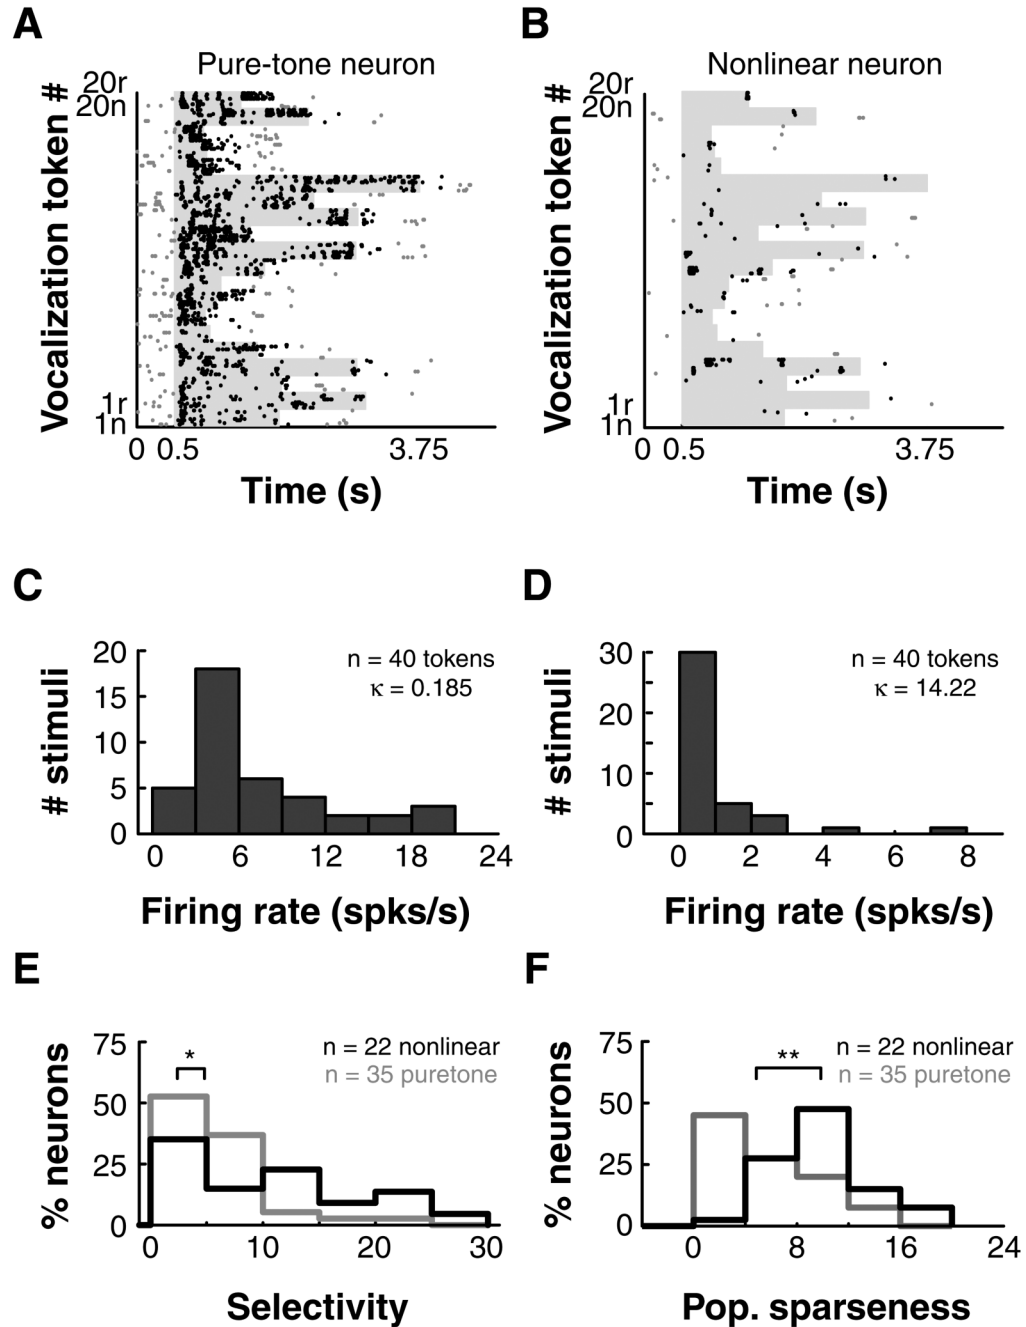 A
B
Pure-tone neuron
Nonlinear neuron
Vocalization token #
20r
20n
1r
1n
0 0.5 3.75
Time (s)
Vocalization token #
20r
20n
1r
1n
0 0.5 3.75
Time (s)
C
D
# stimuli
20
15
10
5
0
n = 40 tokens
κ = 0.185
0 6 12 18 24
Firing rate (spks/s)
# stimuli
30
20
10
0
n = 40 tokens
κ = 14.22
0 2 4 6 8
Firing rate (spks/s)
E
F
% neurons
75
50
25
0
*
n = 22 nonlinear
n = 35 puretone
0 10 20 30
Selectivity
% neurons
75
50
25
0
**
n = 22 nonlinear
n = 35 puretone
0 8 16 24
Pop. sparseness